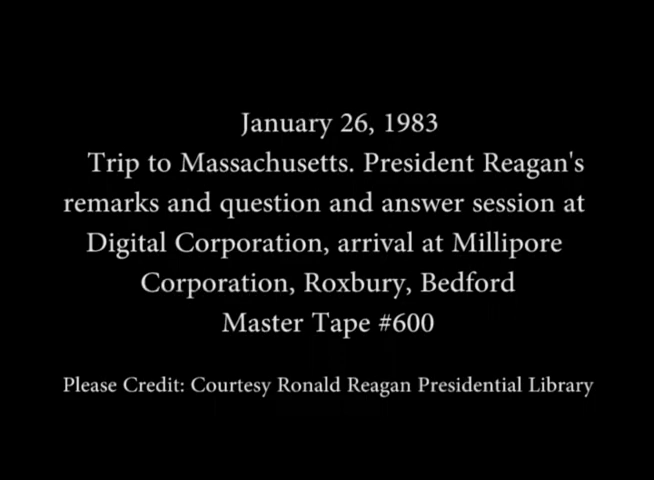 January 26, 1983
Trip to Massachusetts. President Reagan's
remarks and question and answer session at
Digital Corporation, arrival at Millipore
Corporation, Roxbury, Bedford
Master Tape #600
Please Credit: Courtesy Ronald Reagan Presidential Library